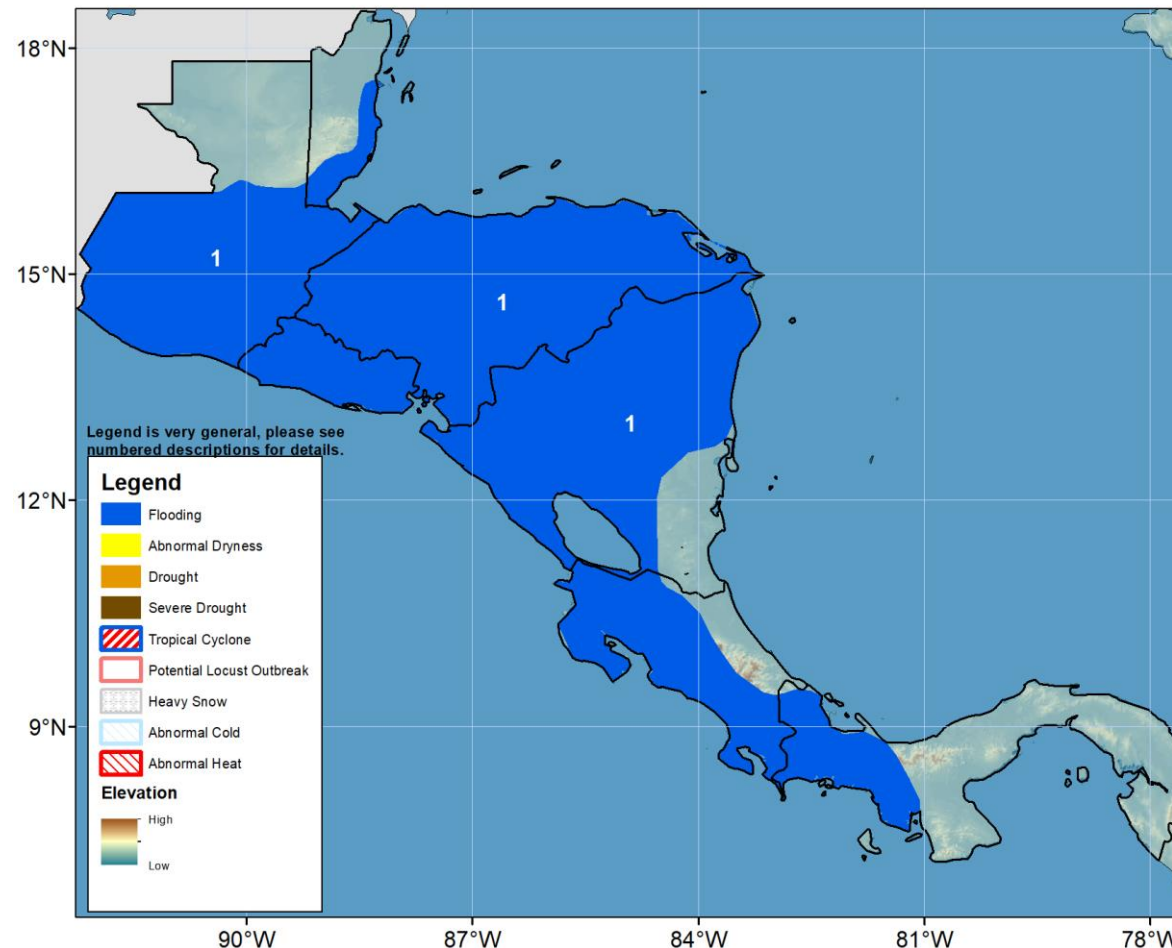 18°N
15°N
12°N
9°N
1
1
1
Legend is very general, please see
numbered descriptions for details.
Legend
Flooding
Abnormal Dryness
Drought
Severe Drought
Tropical Cyclone
Potential Locust Outbreak
Heavy Snow
Abnormal Cold
Abnormal Heat
Elevation
High
Low
90°W
87°W
84°W
81°W
78°W